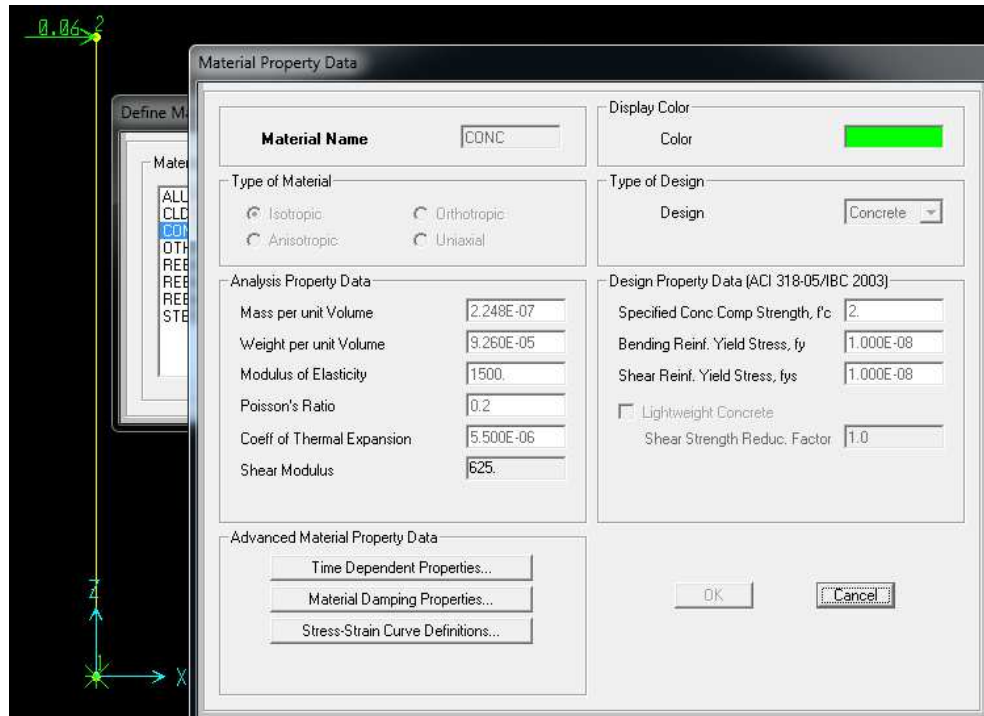 0.06
2
Material Property Data
Define M
Mate
ALL
CLD
CON
OTH
REE
REE
REE
STE
Material Name CONC
Display Color
Color
Type of Material
Isotropic Orthotropic
Anisotropic Uniaxial
Type of Design
Design Concrete
Analysis Property Data
Mass per unit Volume 2.248E-07
Weight per unit Volume 9.260E-05
Modulus of Elasticity 1500.
Poisson's Ratio 0.2
Coeff of Thermal Expansion 5.500E-06
Shear Modulus 625.
Design Property Data (ACI 318-05/IBC 2003)
Specified Conc Comp Strength, f'c 2.
Bending Reinf. Yield Stress, fy 1.000E-08
Shear Reinf. Yield Stress, fys 1.000E-08
Lightweight Concrete
Shear Strength Reduc. Factor 1.0
Advanced Material Property Data
Time Dependent Properties...
Material Damping Properties...
Stress-Strain Curve Definitions...
OK Cancel
Z
1
X